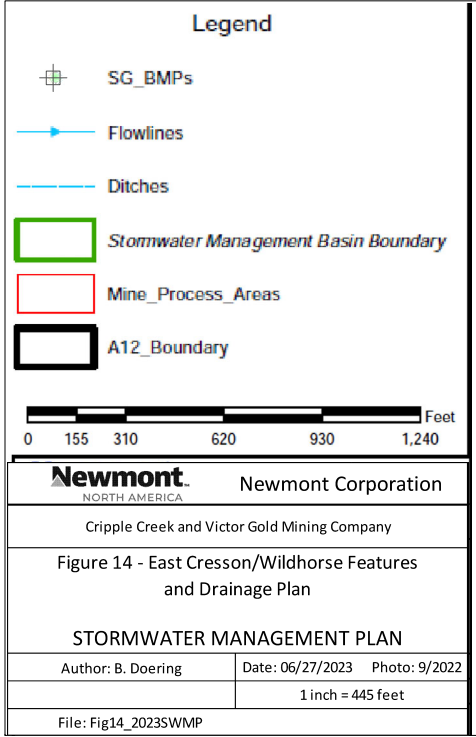 Legend
SG_BMPs
Flowlines
Ditches
Stormwater Management Basin Boundary
Mine_Process_Areas
A12_Boundary
Feet
0 155 310 620 930 1,240
Newmont™ Newmont Corporation
NORTH AMERICA
Cripple Creek and Victor Gold Mining Company
Figure 14 - East Cresson/Wildhorse Features
and Drainage Plan
STORMWATER MANAGEMENT PLAN
Author: B. Doering Date: 06/27/2023 Photo: 9/2022
1 inch = 445 feet
File: Fig14_2023SWMP